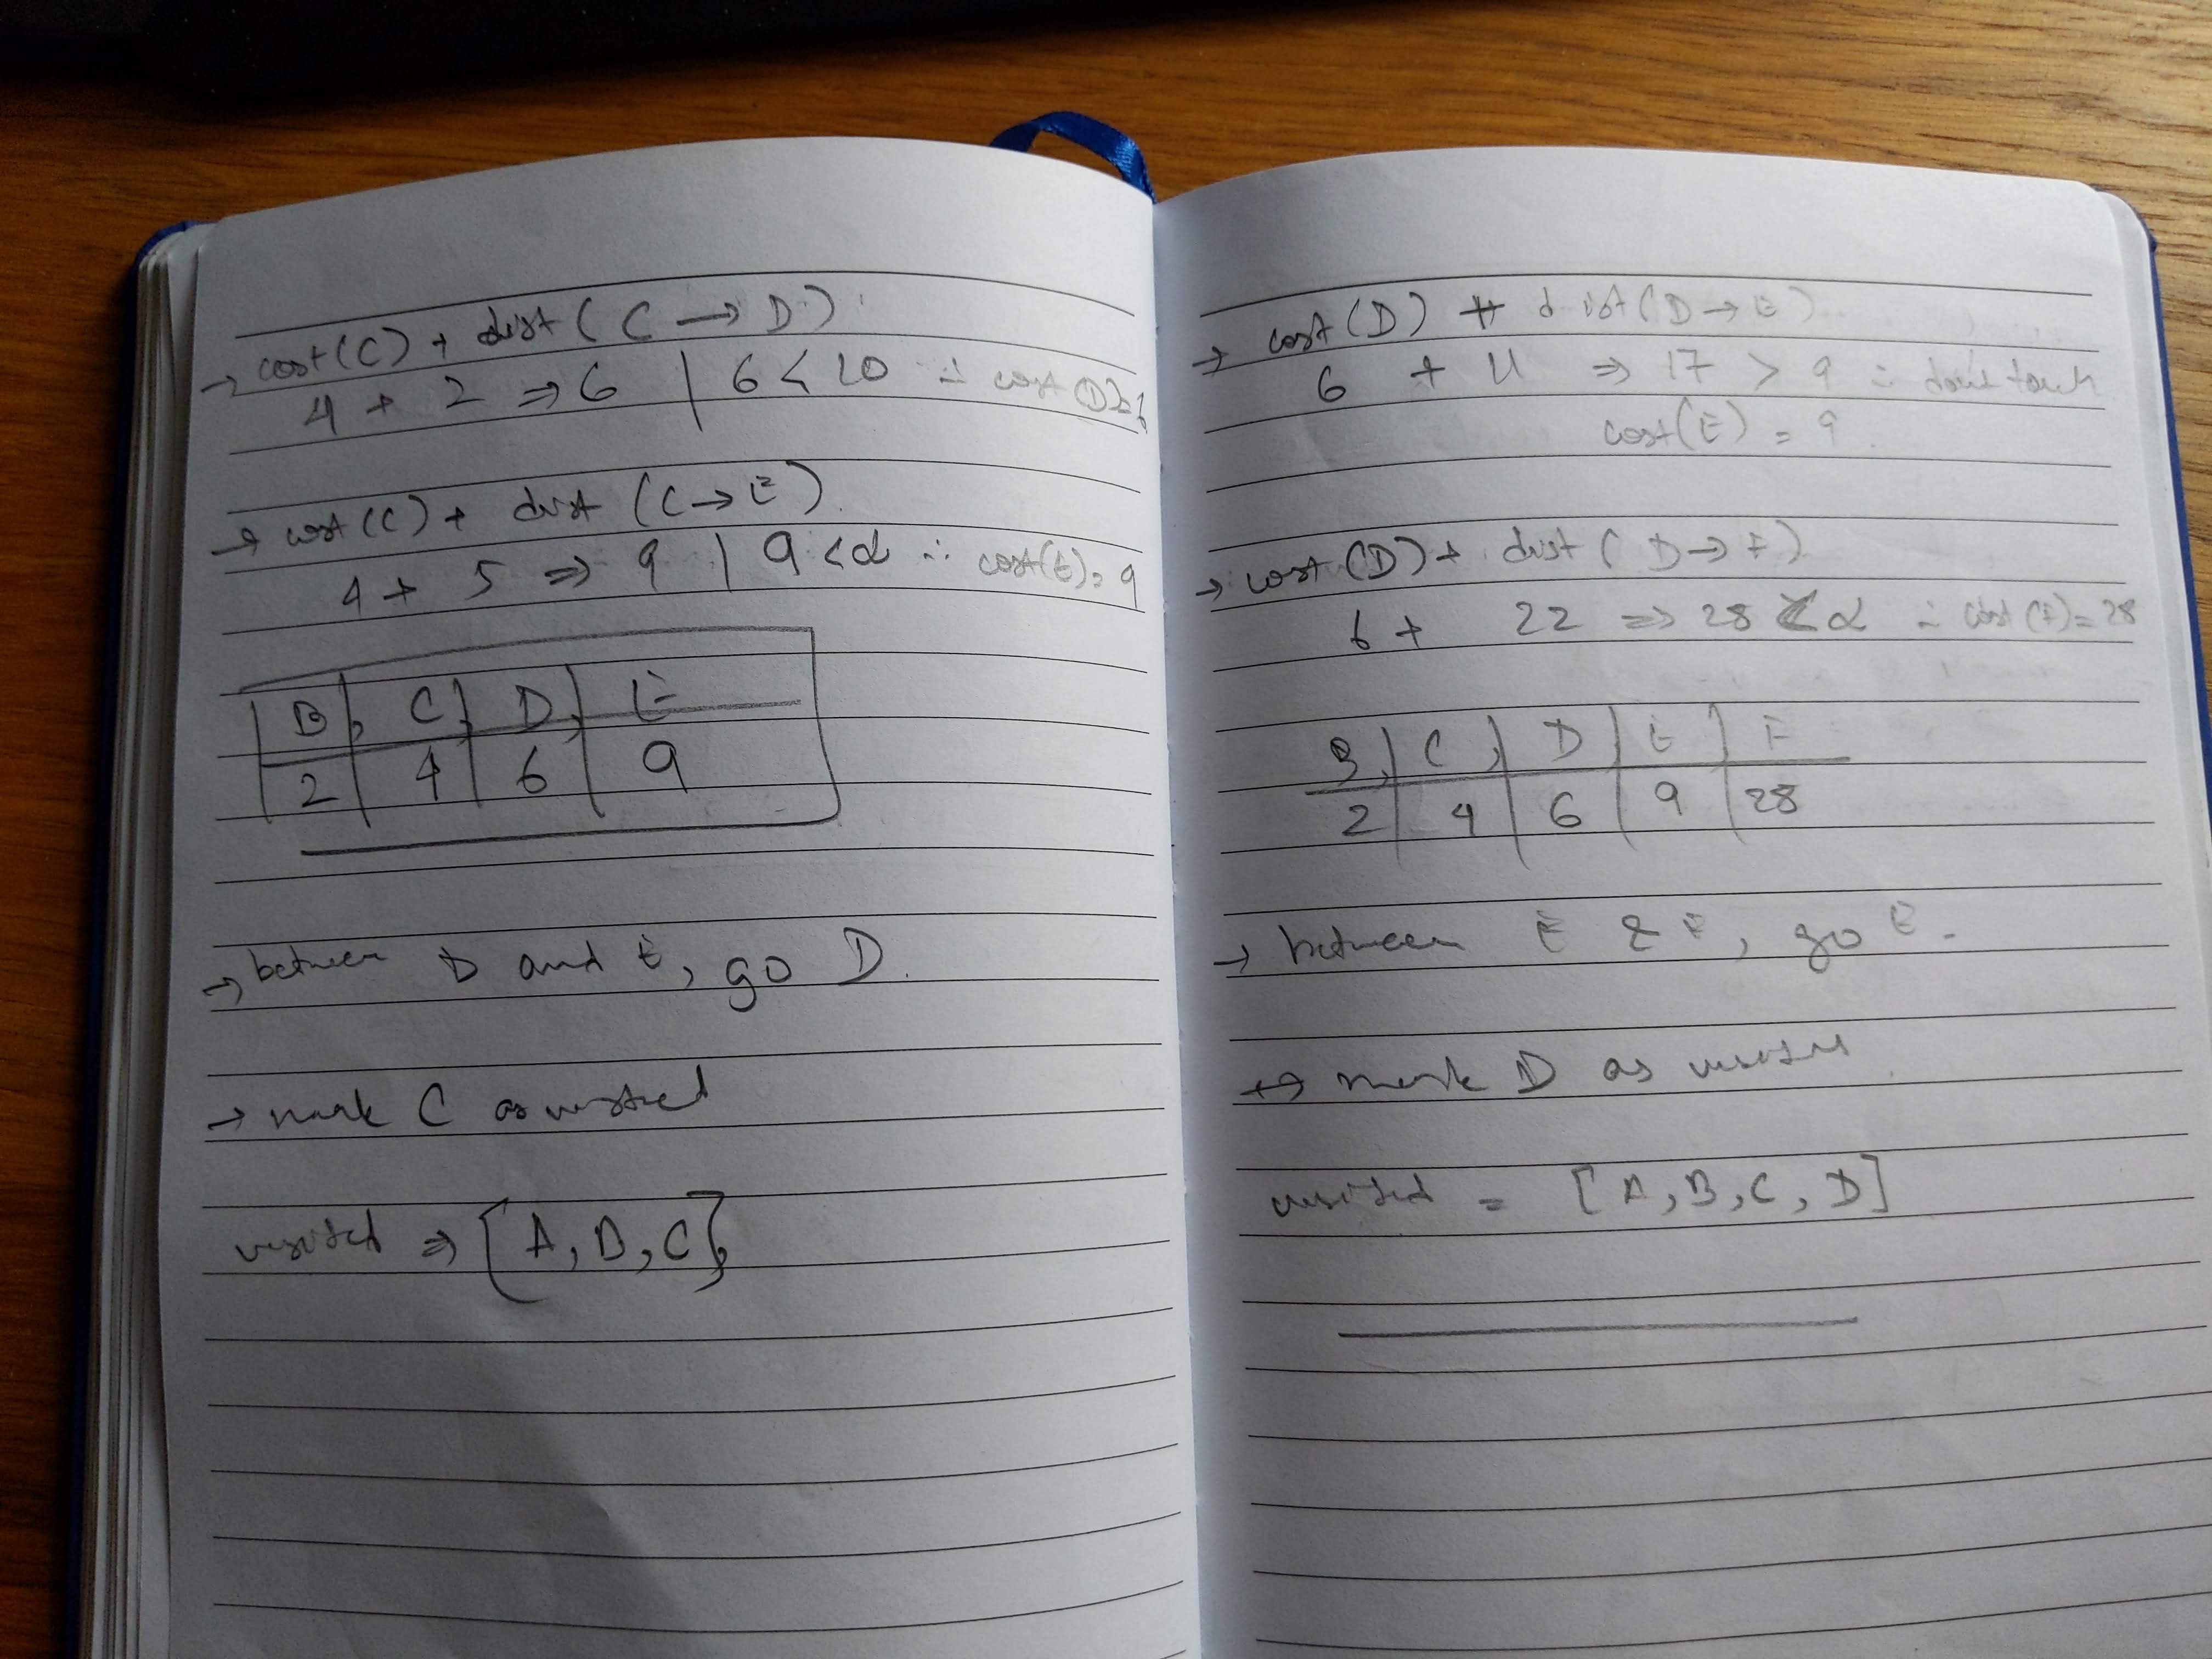 → cost(C) + dist(C → D)
4 + 2 ⇒ 6 | 6 < 10 ∴ cost(D)=6
→ cost(C) + dist (C → E)
4 + 5 ⇒ 9 | 9 < α ∴ cost(E) = 9
B, C, D, E
2 4 6 9
→ between D and E, go D.
→ mark C as visited
visited ⇒ [A, B, C]
→ cost(D) + dist(D → E)
6 + 11 ⇒ 17 > 9 ∴ dont touch
cost(E) = 9
→ cost(D) + dist(D → F)
6 + 22 ⇒ 28 < α ∴ cost(F) = 28
B, C, D, E, F
2 4 6 9 28
→ between E & F, go E.
→ mark D as visited
visited = [A, B, C, D]